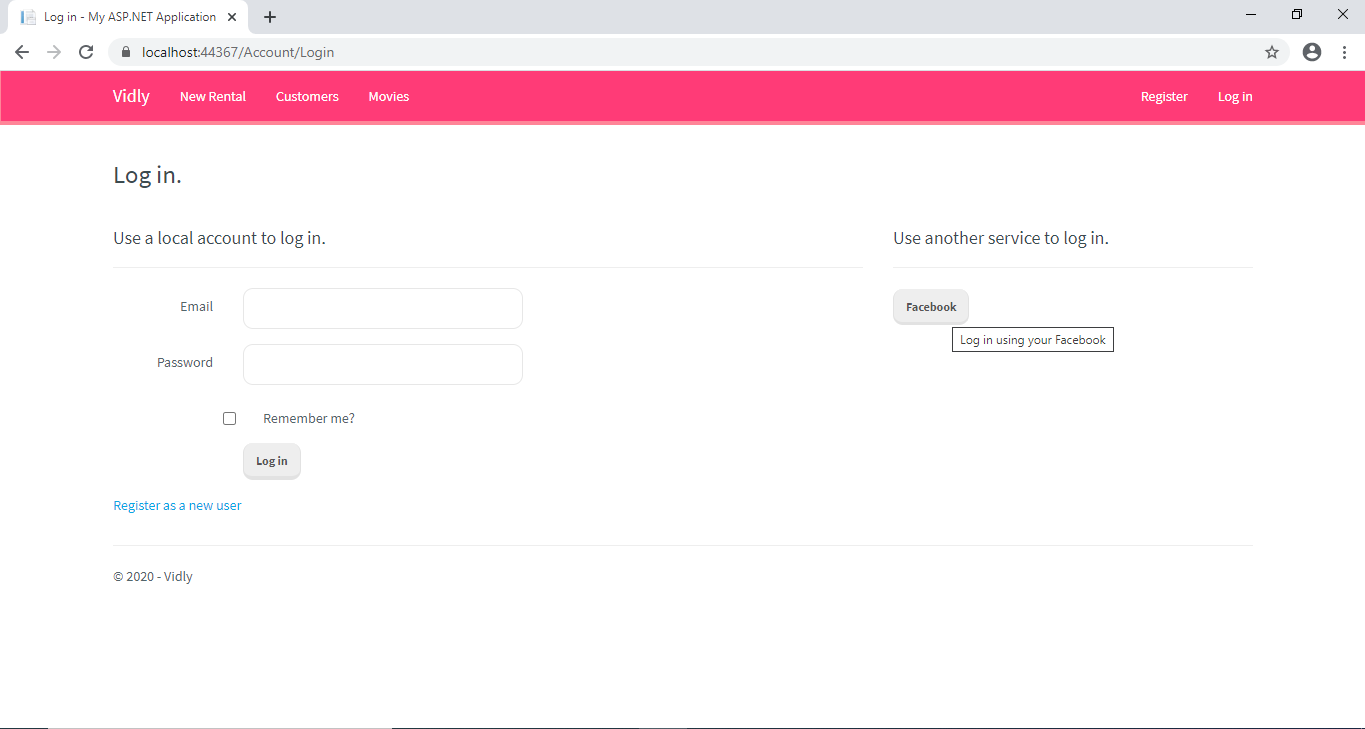 Log in - My ASP.NET Application
localhost:44367/Account/Login
Vidly New Rental Customers Movies Register Log in
Log in.
Use a local account to log in.
Use another service to log in.
Email
Facebook
Log in using your Facebook
Password
Remember me?
Log in
Register as a new user
© 2020 - Vidly